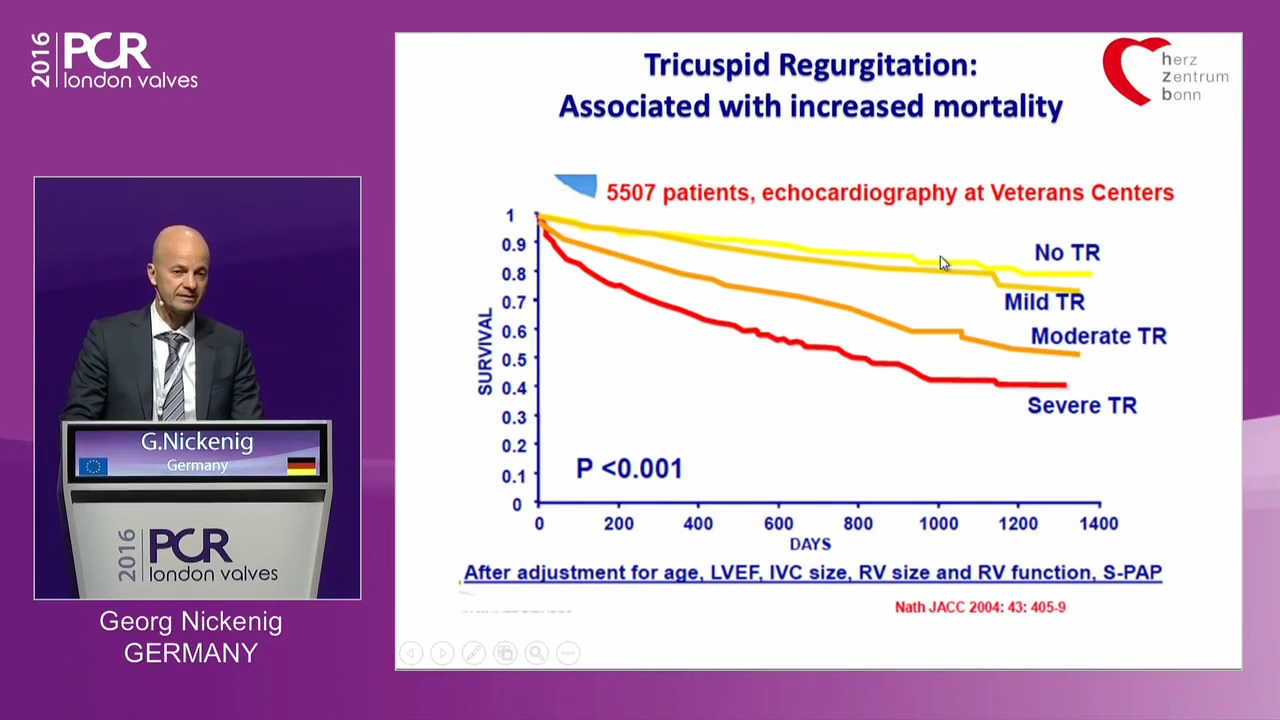 2016 PCR
london valves
Tricuspid Regurgitation:
Associated with increased mortality
herz
zentrum
bonn
5507 patients, echocardiography at Veterans Centers
1
0.9
0.8
0.7
0.6
0.5
0.4
0.3
0.2
0.1
0
SURVIVAL
No TR
Mild TR
Moderate TR
Severe TR
P <0.001
0 200 400 600 800 1000 1200 1400
DAYS
After adjustment for age, LVEF, IVC size, RV size and RV function, S-PAP
Nath JACC 2004: 43: 405-9
G.Nickenig
Germany
2016 PCR
london valves
Georg Nickenig
GERMANY